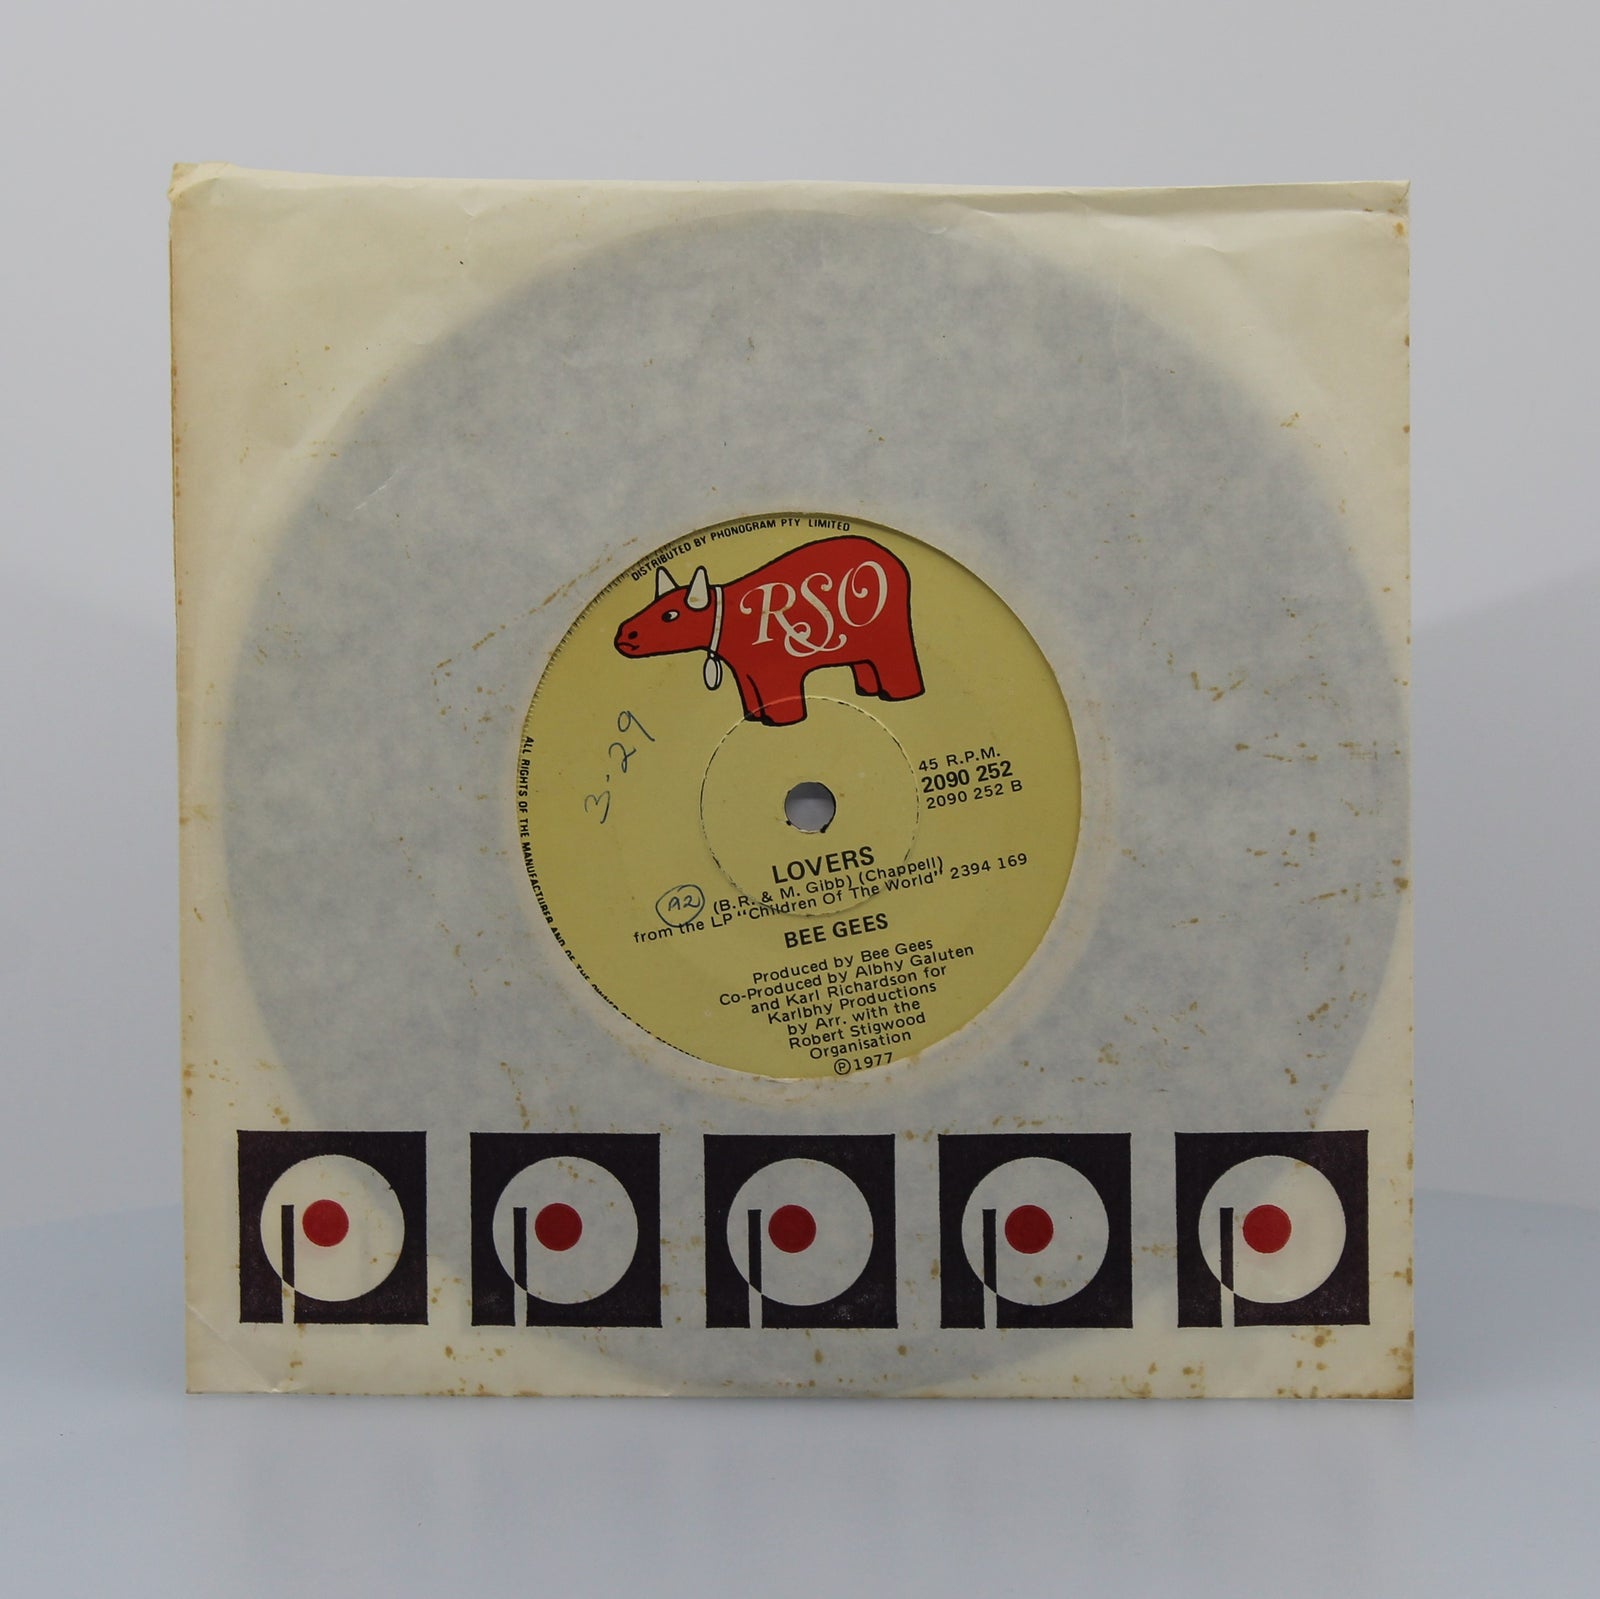 DISTRIBUTED BY PHONOGRAM PTY LIMITED
RSO
3.29
45 R.P.M.
2090 252
2090 252 B
LOVERS
A2 (B.R. & M. Gibb) (Chappell)
from the LP "Children Of The World" 2394 169
BEE GEES
Produced by Bee Gees
Co-Produced by Albhy Galuten
and Karl Richardson for
Karlbhy Productions
by Arr. with the
Robert Stigwood
Organisation
Ⓟ 1977
ALL RIGHTS OF THE MANUFACTURER AND OF THE OWNER